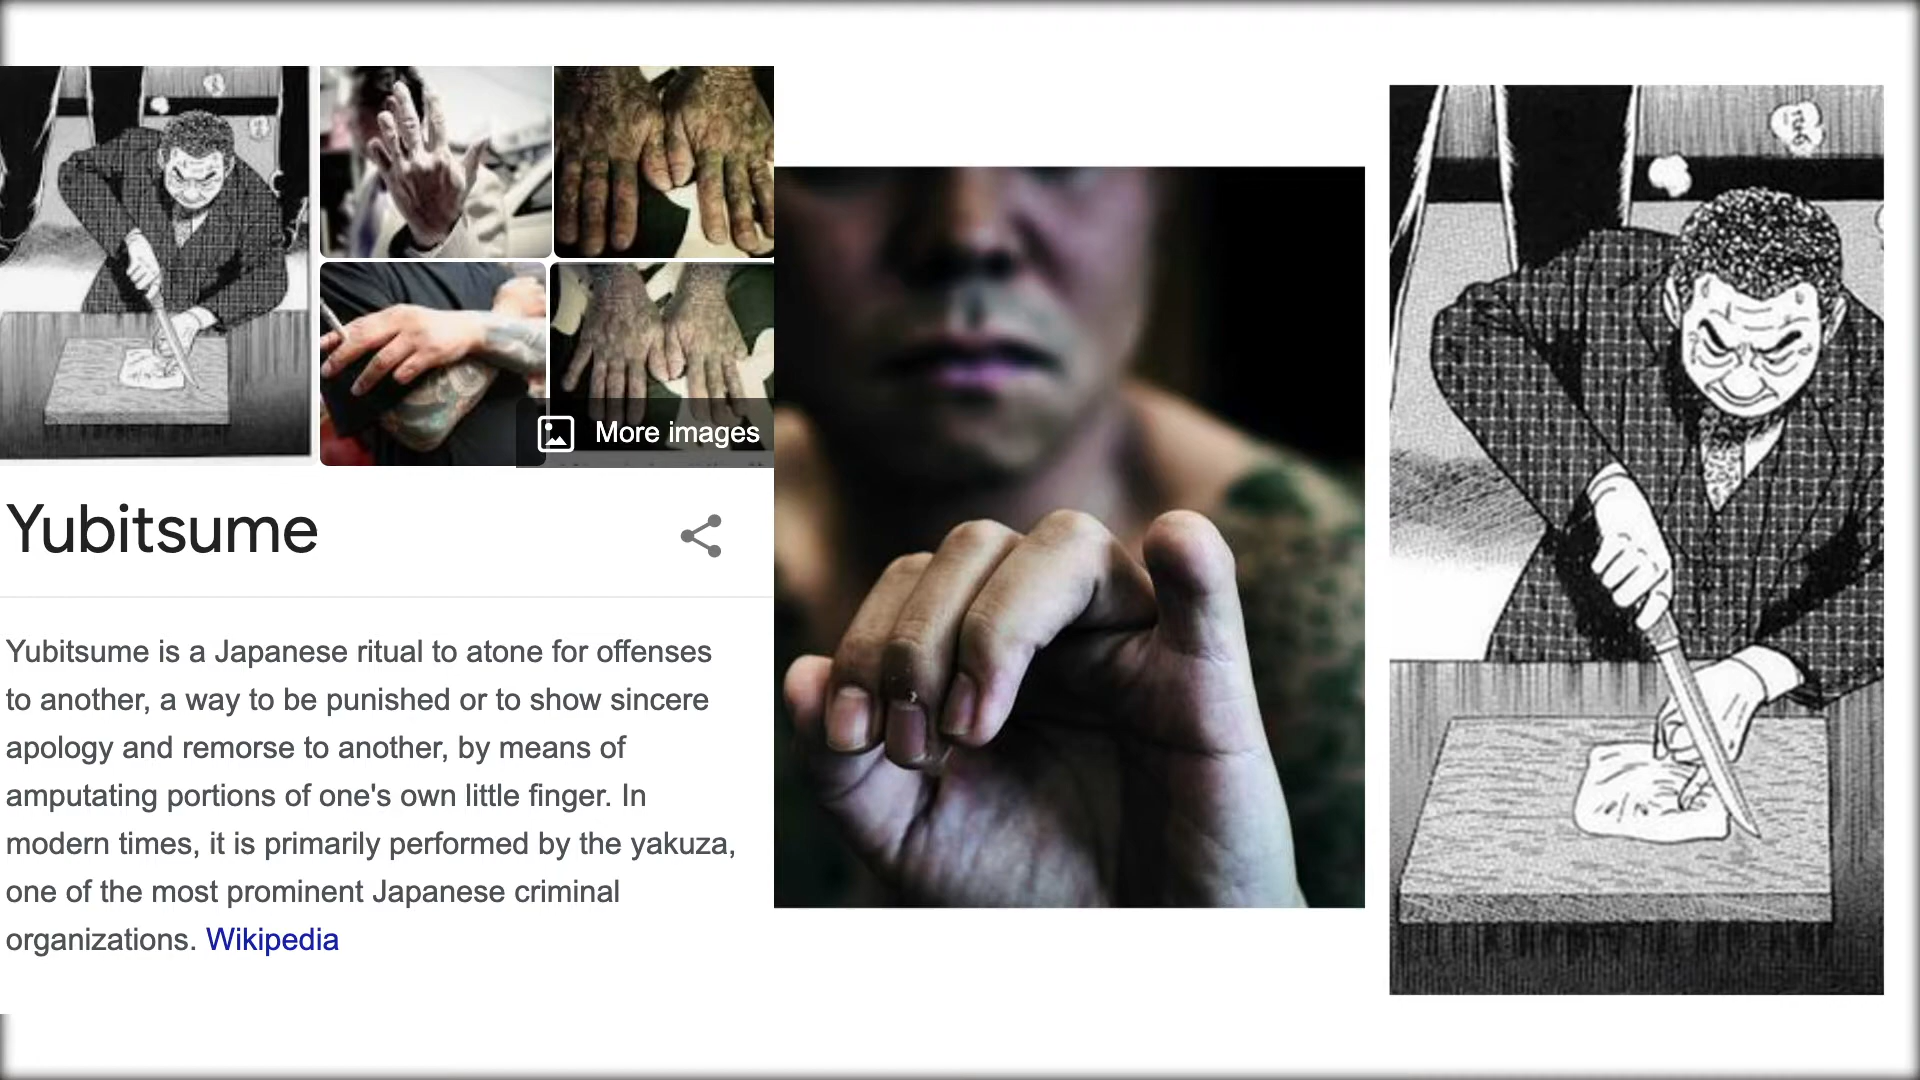 More images
Yubitsume
Yubitsume is a Japanese ritual to atone for offenses
to another, a way to be punished or to show sincere
apology and remorse to another, by means of
amputating portions of one's own little finger. In
modern times, it is primarily performed by the yakuza,
one of the most prominent Japanese criminal
organizations. Wikipedia